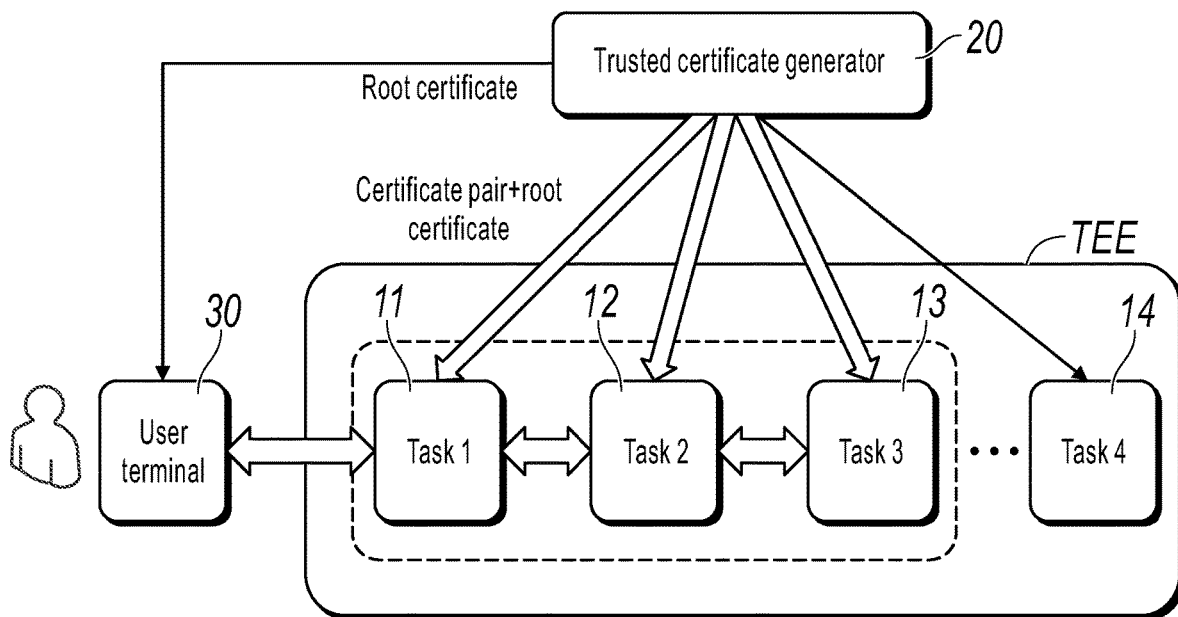 Trusted certificate generator
20
Root certificate
Certificate pair+root
certificate
TEE
30
11
12
13
14
User
terminal
Task 1
Task 2
Task 3
Task 4